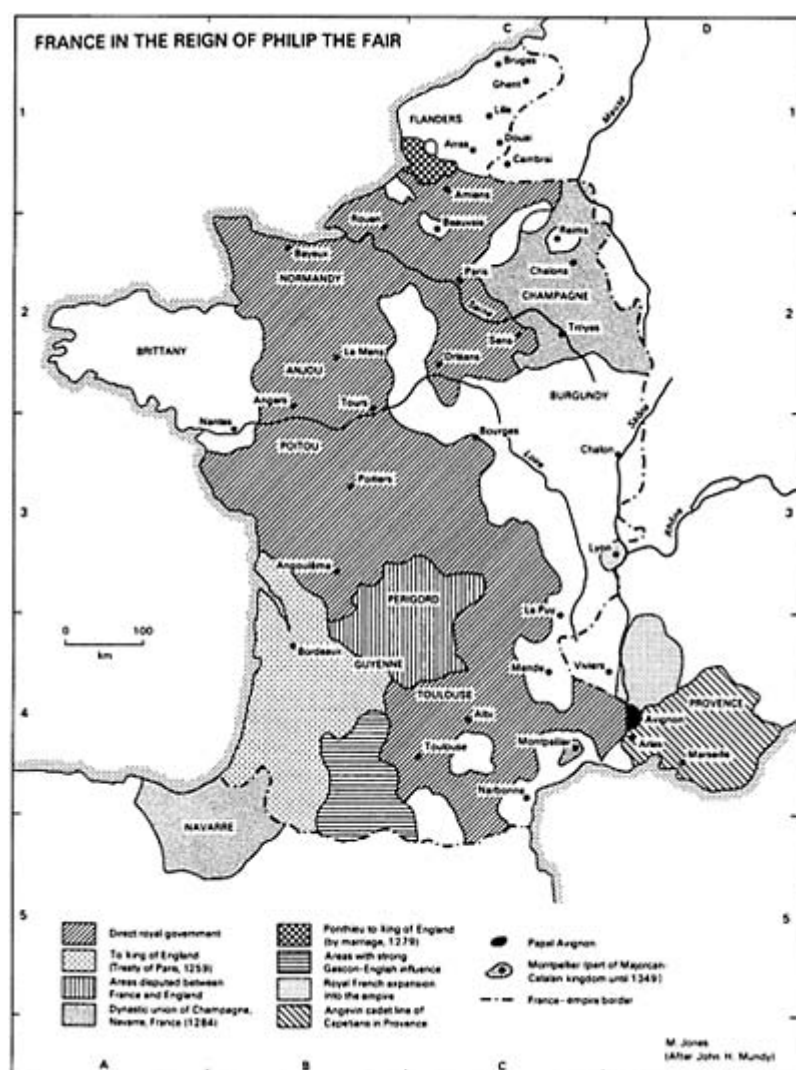 FRANCE IN THE REIGN OF PHILIP THE FAIR
C
D
Bruges
Ghent
1
Lille
1
FLANDERS
Meuse
Arras
Douai
Cambrai
Amiens
Rouen
Beauvais
Reims
Bayeux
Paris
Chalons
NORMANDY
CHAMPAGNE
Seine
2
2
Sens
Troyes
BRITTANY
Le Mans
Orléans
ANJOU
BURGUNDY
Angers
Tours
Saône
Nantes
Bourges
POITOU
Chalon
Loire
Poitiers
3
3
Rhône
Lyon
Angoulême
PERIGORD
Le Puy
0 100
km
Bordeaux
GUYENNE
Mende
Viviers
TOULOUSE
PROVENCE
4
Albi
Avignon
4
Toulouse
Montpellier
Arles
Marseille
Narbonne
NAVARRE
5
5
Direct royal government
To king of England
(Treaty of Paris, 1259)
Areas disputed between
France and England
Dynastic union of Champagne,
Navarre, France (1284)
Ponthieu to king of England
(by marriage, 1279)
Areas with strong
Gascon-English influence
Royal French expansion
into the empire
Angevin cadet line of
Capetians in Provence
Papal Avignon
Montpellier (part of Majorcan-
Catalan kingdom until 1349)
France-empire border
M. Jones
(After John H. Mundy)
A
B
C
D